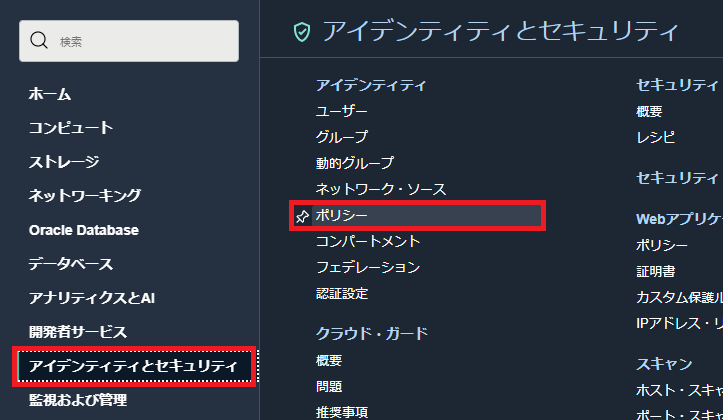 検索
ホーム
コンピュート
ストレージ
ネットワーキング
Oracle Database
データベース
アナリティクスとAI
開発者サービス
アイデンティティとセキュリティ
監視および管理
アイデンティティとセキュリティ
アイデンティティ
ユーザー
グループ
動的グループ
ネットワーク・ソース
ポリシー
コンパートメント
フェデレーション
認証設定
クラウド・ガード
概要
問題
推奨事項
セキュリティ
概要
レシピ
セキュリティ
Webアプリケ
ポリシー
証明書
カスタム保護ル
IPアドレス・リ
スキャン
ホスト・スキャ
ポート・スキャ